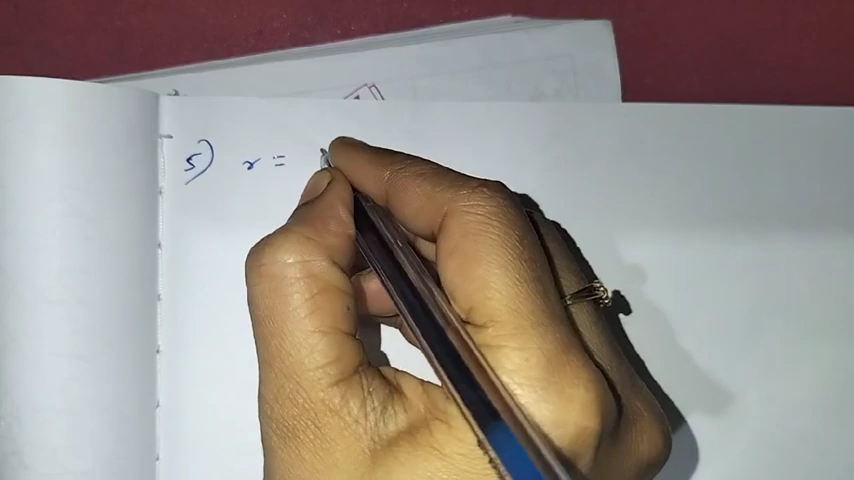 5) r =